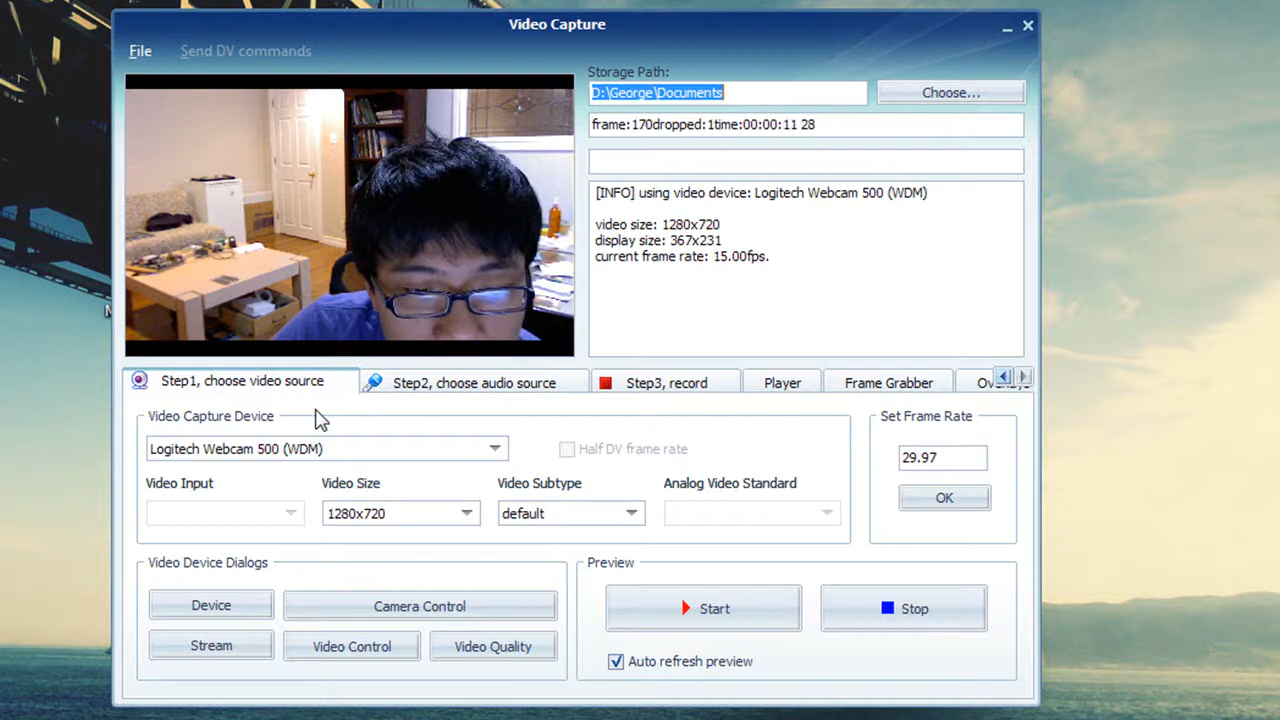 Video Capture
File
Send DV commands
Storage Path:
D:\George\Documents
Choose...
frame:170dropped:1time:00:00:11 28
[INFO] using video device: Logitech Webcam 500 (WDM)
video size: 1280x720
display size: 367x231
current frame rate: 15.00fps.
Step1, choose video source
Step2, choose audio source
Step3, record
Player
Frame Grabber
Video Capture Device
Set Frame Rate
Logitech Webcam 500 (WDM)
Half DV frame rate
29.97
Video Input
Video Size
Video Subtype
Analog Video Standard
OK
1280x720
default
Video Device Dialogs
Preview
Device
Camera Control
Start
Stop
Stream
Video Control
Video Quality
Auto refresh preview